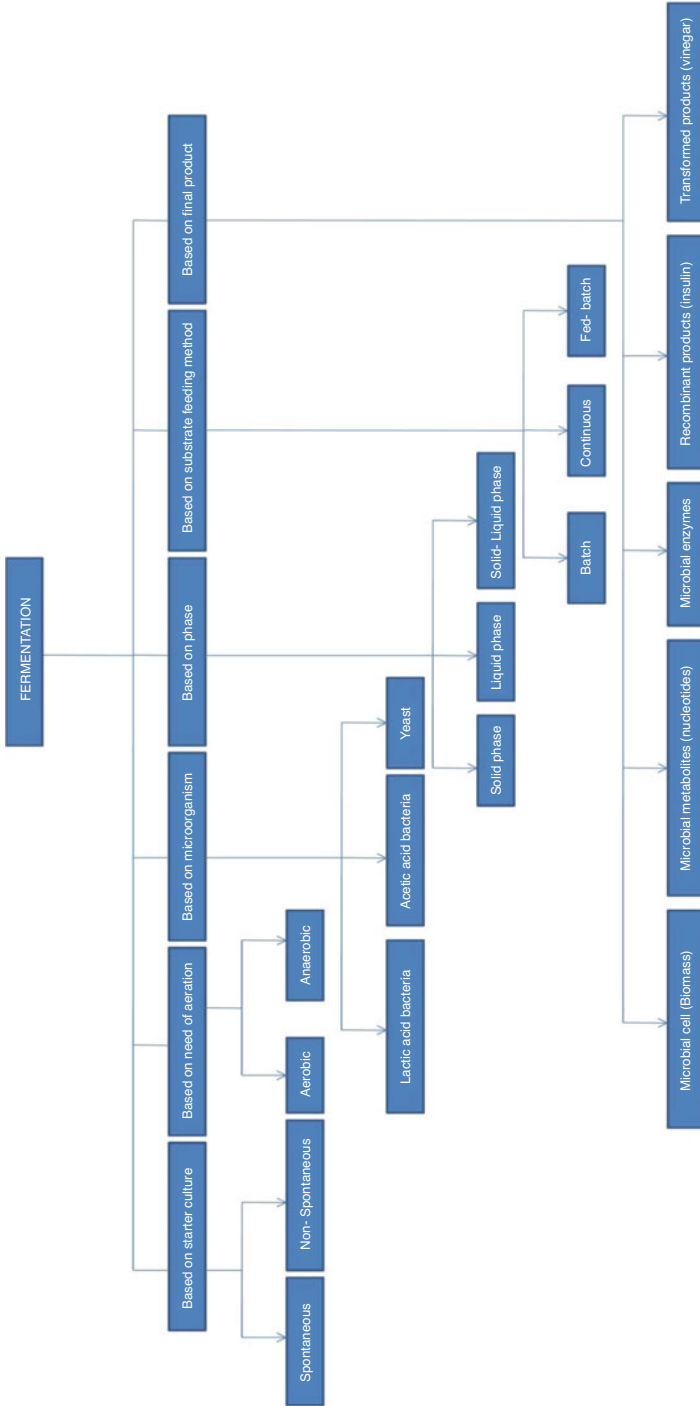 FERMENTATION
Based on starter culture
Based on need of aeration
Based on microorganism
Based on phase
Based on substrate feeding method
Based on final product
Spontaneous
Non- Spontaneous
Aerobic
Anaerobic
Lactic acid bacteria
Acetic acid bacteria
Yeast
Solid phase
Liquid phase
Solid- Liquid phase
Batch
Continuous
Fed- batch
Microbial cell (Biomass)
Microbial metabolites (nucleotides)
Microbial enzymes
Recombinant products (insulin)
Transformed products (vinegar)